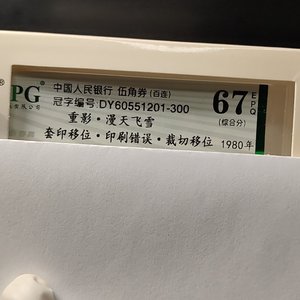 PG
中国人民银行 伍角券(百连)
冠字编号:DY60551201-300
67 EPQ
(综合分)
重影·漫天飞雪
套印移位·印刷错误·裁切移位 1980年